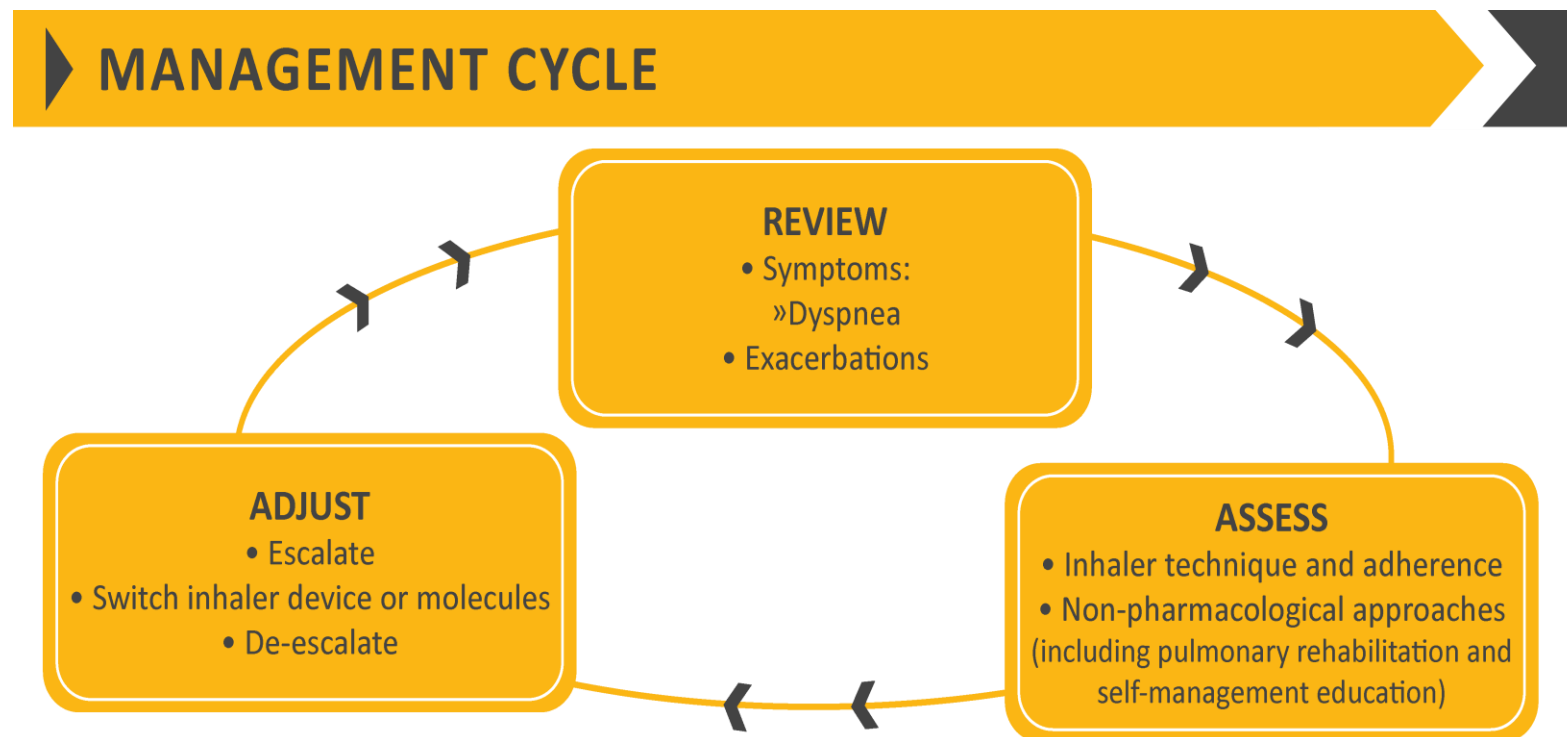 MANAGEMENT CYCLE
REVIEW
• Symptoms:
»Dyspnea
• Exacerbations
ADJUST
• Escalate
• Switch inhaler device or molecules
• De-escalate
ASSESS
• Inhaler technique and adherence
• Non-pharmacological approaches
(including pulmonary rehabilitation and
self-management education)